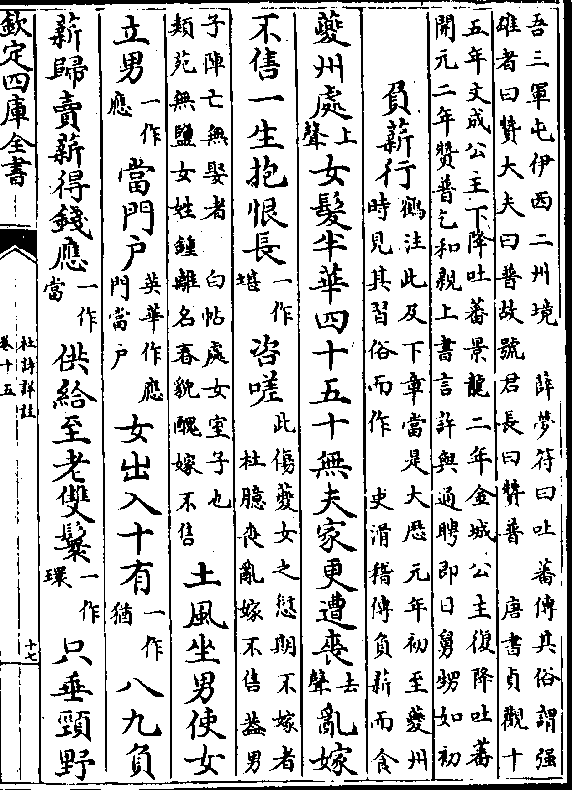 吾三軍屯伊西二州境　薛夢符曰吐蕃傳其俗謂强
雄者曰贊大夫曰普故號君長曰贊普　唐書貞觀十
五年文成公主下降吐蕃景龍二年金城公主復降吐蕃
開元二年贊普乞和親上書言許與通聘即日舅甥如初
負薪行鶴注此及下章當是大厯元年初至夔州時見其習俗而作　史滑稽傳負薪而食
夔州處上聲女髮半華四十五十無夫家更遭喪去聲亂嫁
不售一生抱恨長一作堪咨嗟此傷夔女之愆期不嫁者杜臆喪亂嫁不售葢男
子陣亡無娶者　白帖處女室子也類苑無鹽女姓鍾離名春貌醜嫁不售土風坐男使女
立男一作應當門戶英華作應門當戶女出入十有一作猶八九負
薪歸賣薪得錢應一作當供給至老雙鬟一作環只垂頸野
欽定四庫全書
杜詩詳註
卷十五
十七